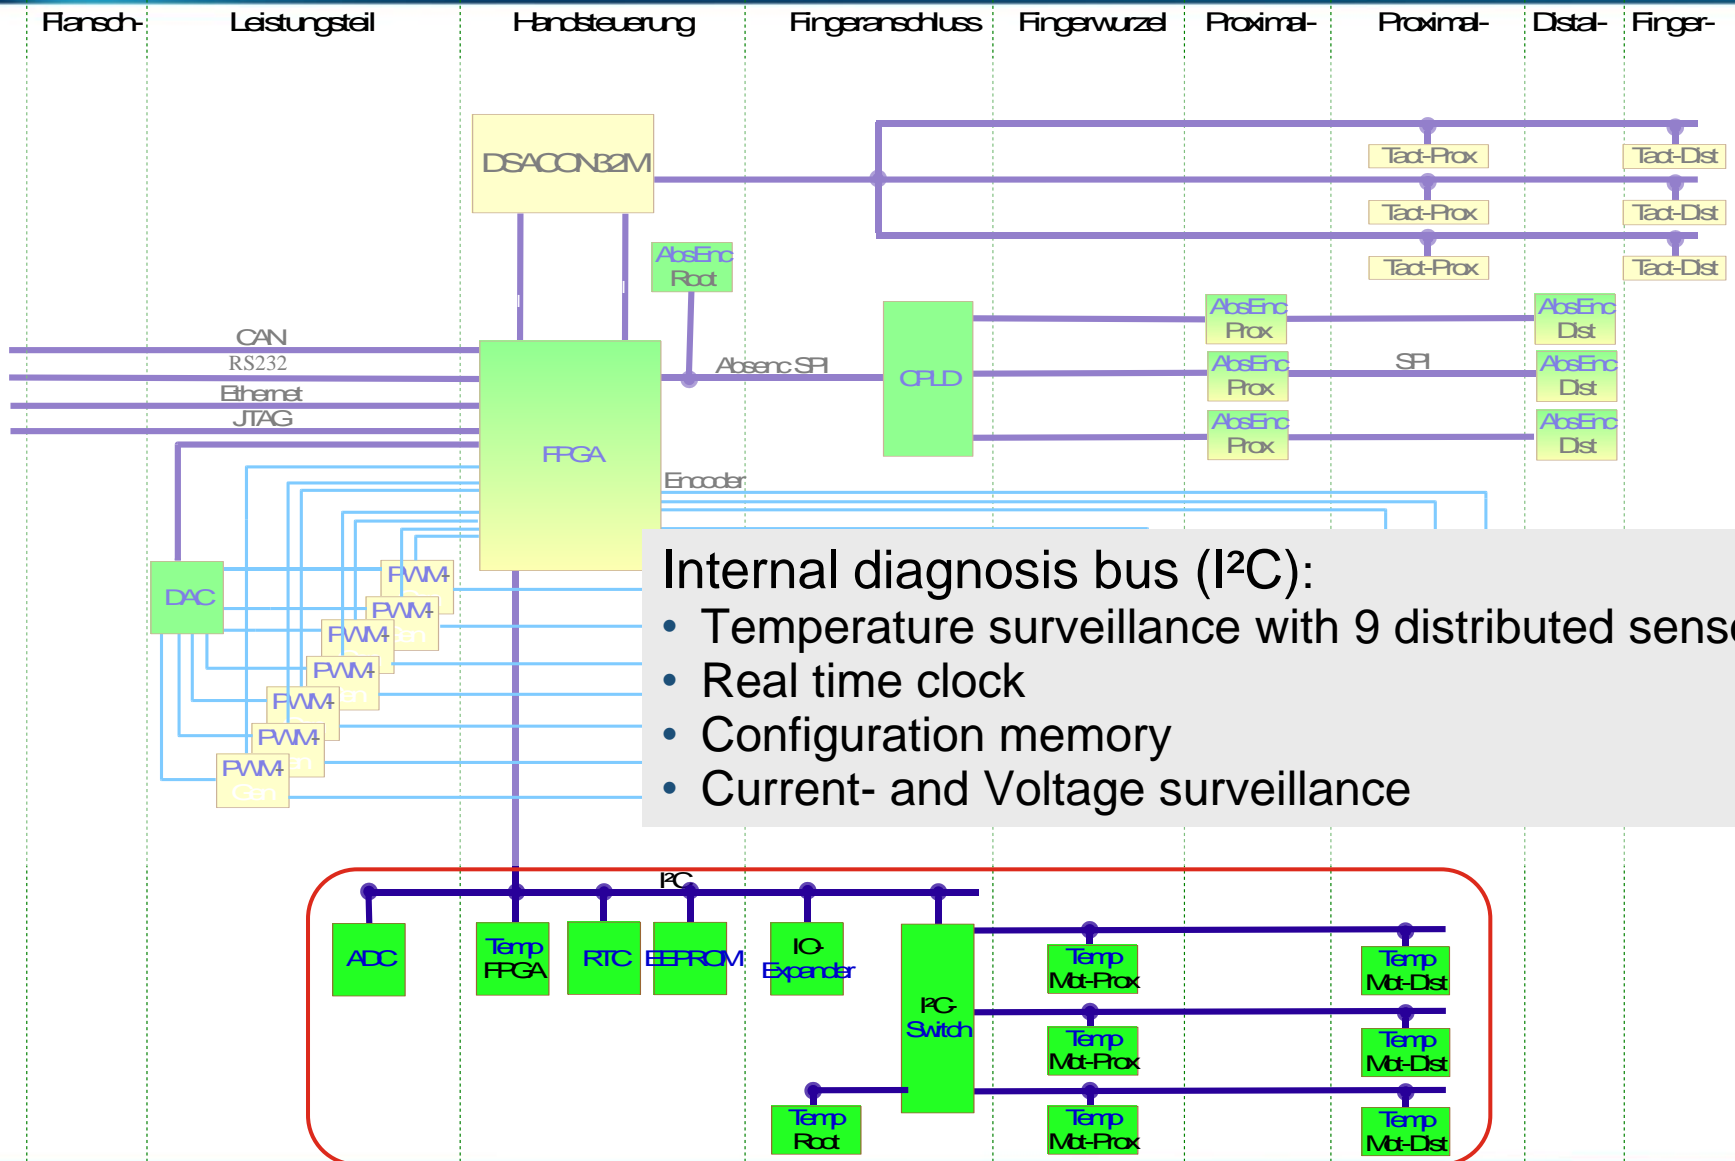 Flansch-
Leistungsteil
Handsteuerung
Fingeranschluss
Fingerwurzel
Proximal-
Proximal-
Distal-
Finger-
DSACON32M
Tact-Prox
Tact-Dist
Tact-Prox
Tact-Dist
Tact-Prox
Tact-Dist
AbsEnc
Root
CAN
RS232
Ethernet
JTAG
FPGA
Absenc SPI
CPLD
AbsEnc
Prox
AbsEnc
Dist
AbsEnc
Prox
SPI
AbsEnc
Dist
AbsEnc
Prox
AbsEnc
Dist
Encoder
DAC
PWM-
PWM-
PWM-
PWM-
PWM-
PWM-
PWM-
Gen
Internal diagnosis bus (I²C):
• Temperature surveillance with 9 distributed
• Real time clock
• Configuration memory
• Current- and Voltage surveillance
I²C
ADC
Temp
FPGA
RTC
EEPROM
IO-
Expander
I²C-
Switch
Temp
Mot-Prox
Temp
Mot-Dist
Temp
Mot-Prox
Temp
Mot-Dist
Temp
Root
Temp
Mot-Prox
Temp
Mot-Dist